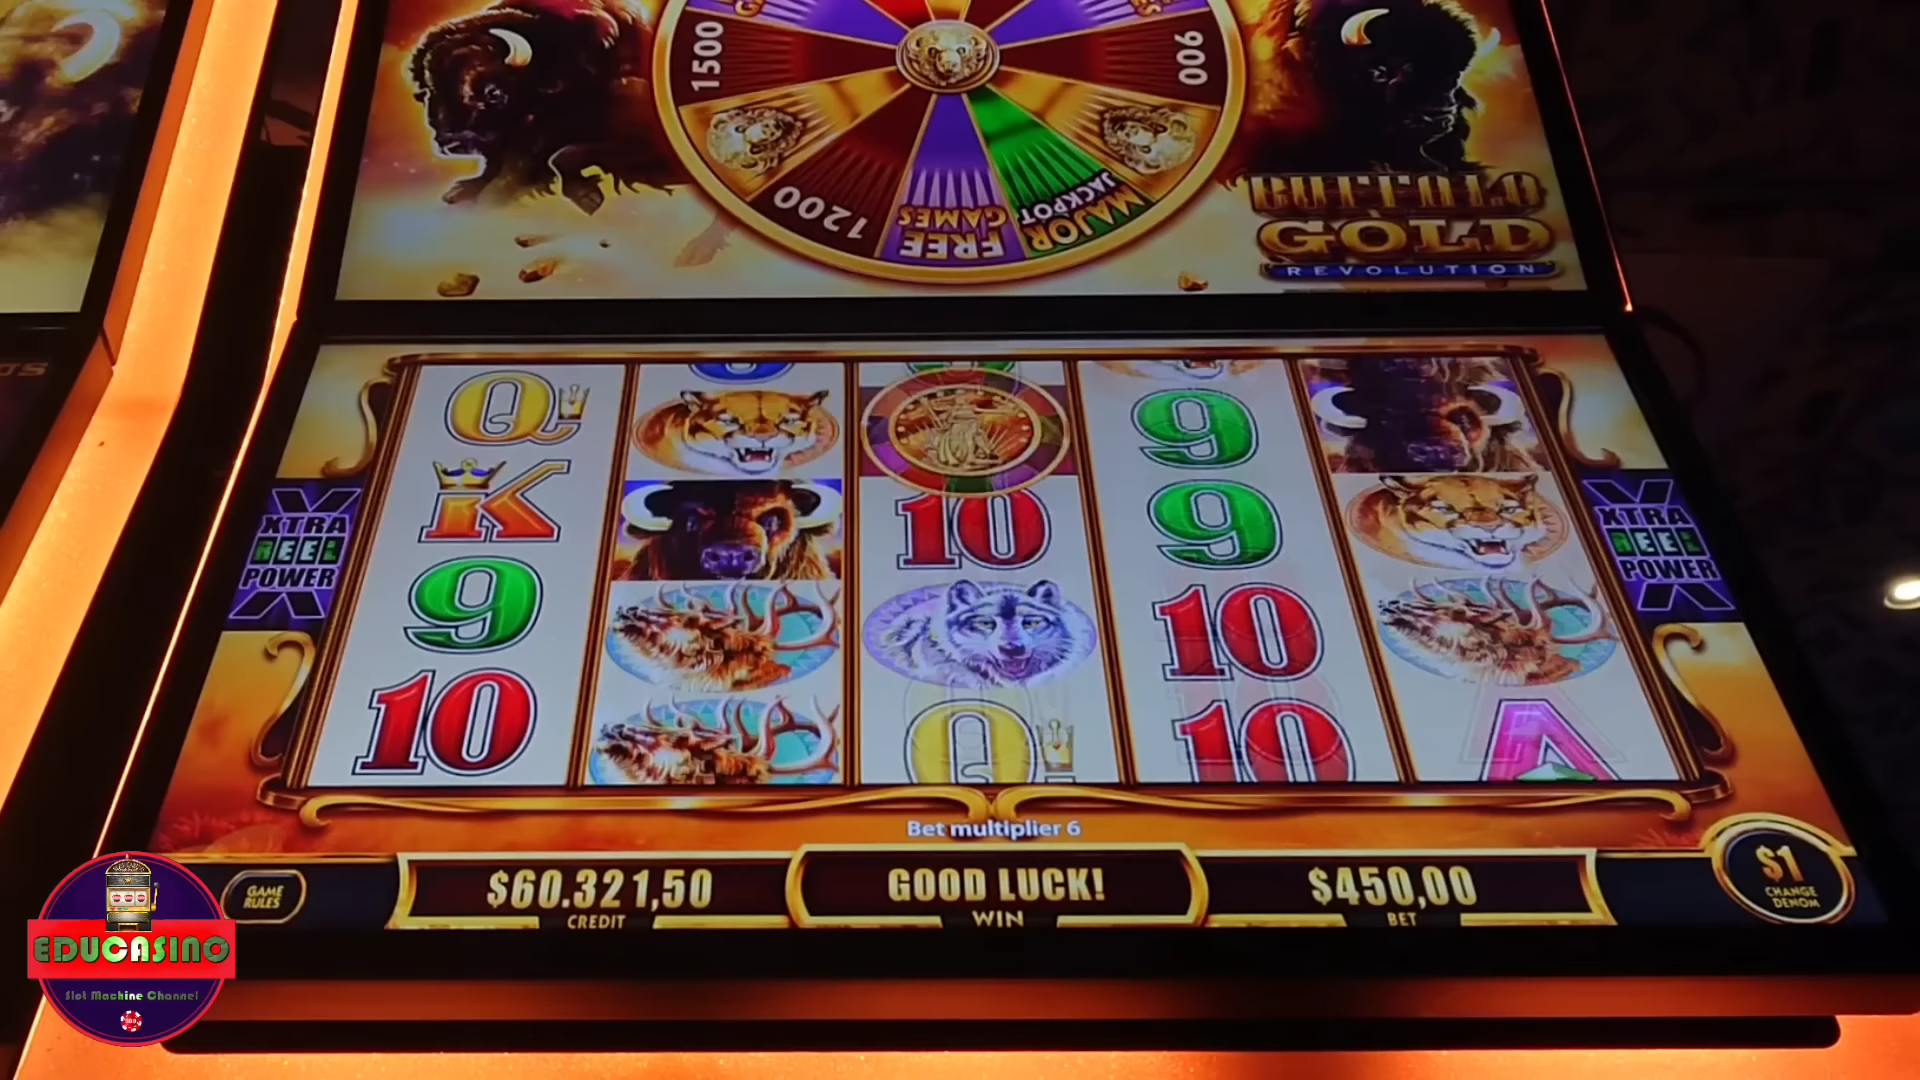 1500
900
1200
FREE
GAMES
MAJOR
JACKPOT
BUFFALO
GOLD
REVOLUTION
Q
9
K
10
9
9
XTRA
REEL
POWER
XTRA
REEL
POWER
9
10
10
Q
10
A
Bet multiplier 6
GAME
RULES
$60.321,50
CREDIT
GOOD LUCK!
WIN
$450,00
BET
$1
CHANGE
DENOM
EDUCASINO
Slot Machine Channel